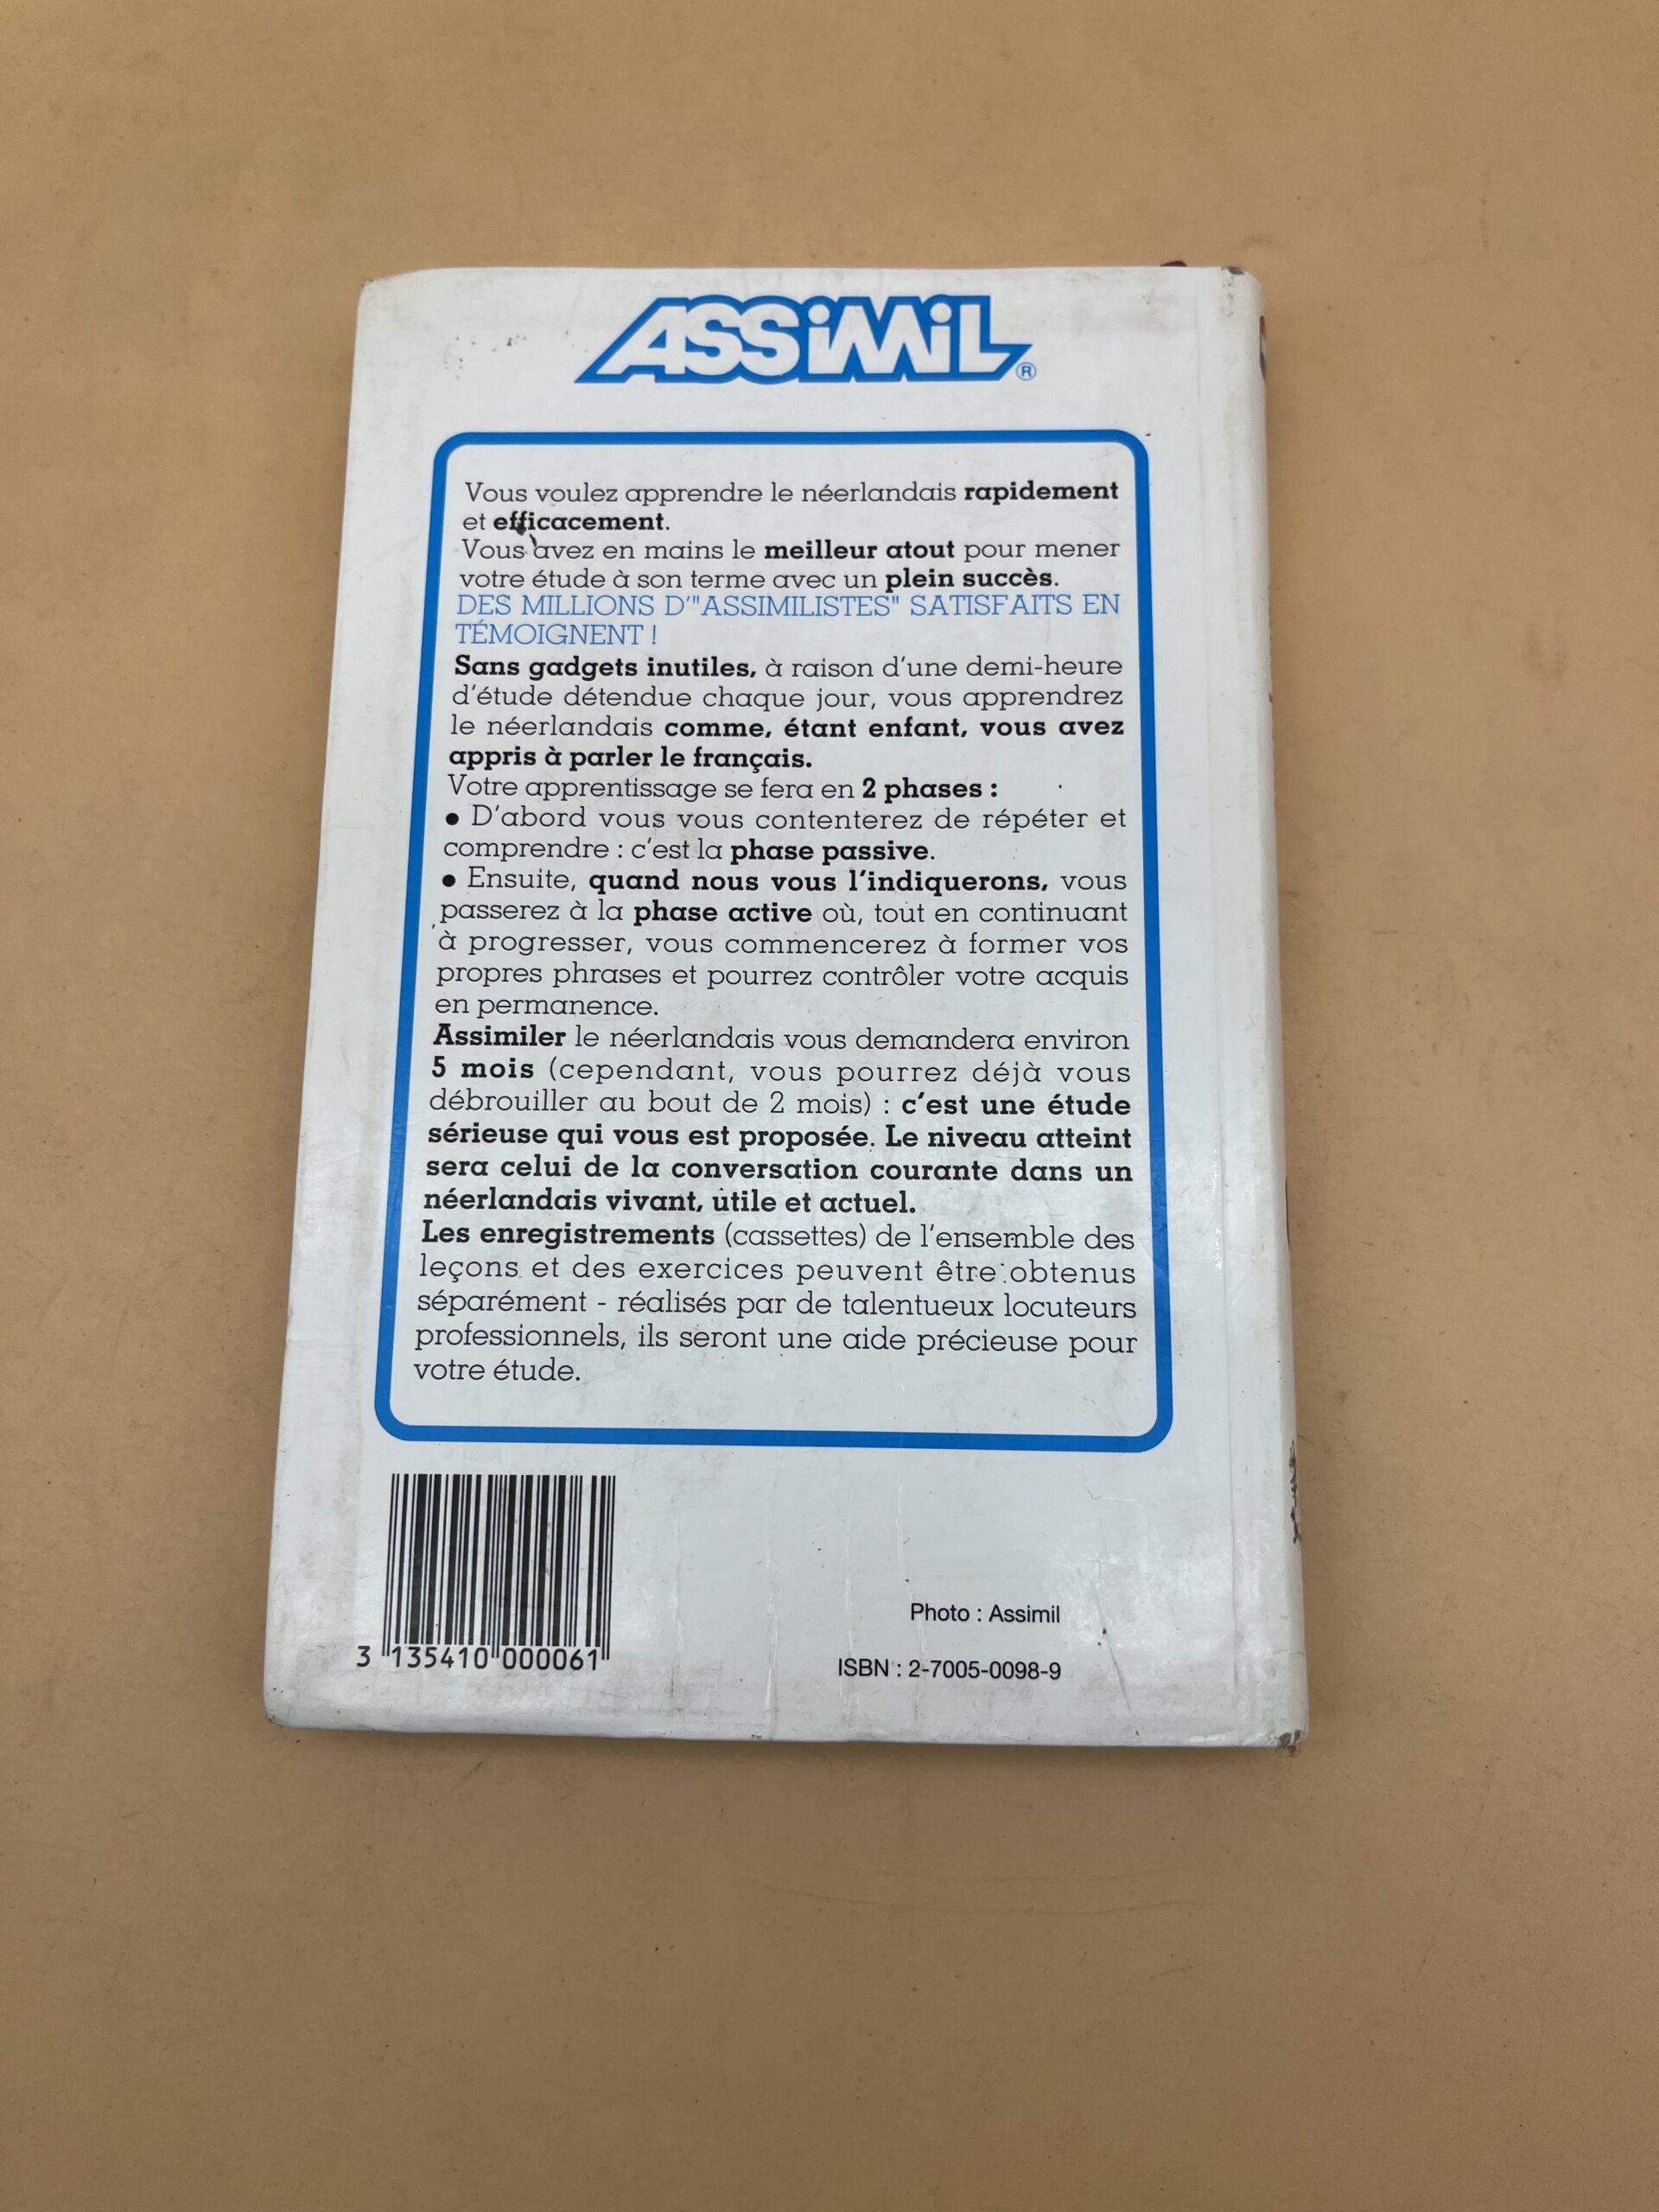 ASSiMiL®
Vous voulez apprendre le néerlandais rapidement
et efficacement.
Vous avez en mains le meilleur atout pour mener
votre étude à son terme avec un plein succès.
DES MILLIONS D'"ASSIMILISTES" SATISFAITS EN
TÉMOIGNENT !
Sans gadgets inutiles, à raison d'une demi-heure
d'étude détendue chaque jour, vous apprendrez
le néerlandais comme, étant enfant, vous avez
appris à parler le français.
Votre apprentissage se fera en 2 phases :
● D'abord vous vous contenterez de répéter et
comprendre : c'est la phase passive.
● Ensuite, quand nous vous l'indiquerons, vous
passerez à la phase active où, tout en continuant
à progresser, vous commencerez à former vos
propres phrases et pourrez contrôler votre acquis
en permanence.
Assimiler le néerlandais vous demandera environ
5 mois (cependant, vous pourrez déjà vous
débrouiller au bout de 2 mois) : c'est une étude
sérieuse qui vous est proposée. Le niveau atteint
sera celui de la conversation courante dans un
néerlandais vivant, utile et actuel.
Les enregistrements (cassettes) de l'ensemble des
leçons et des exercices peuvent être obtenus
séparément - réalisés par de talentueux locuteurs
professionnels, ils seront une aide précieuse pour
votre étude.
3 135410 000061
Photo : Assimil
ISBN : 2-7005-0098-9